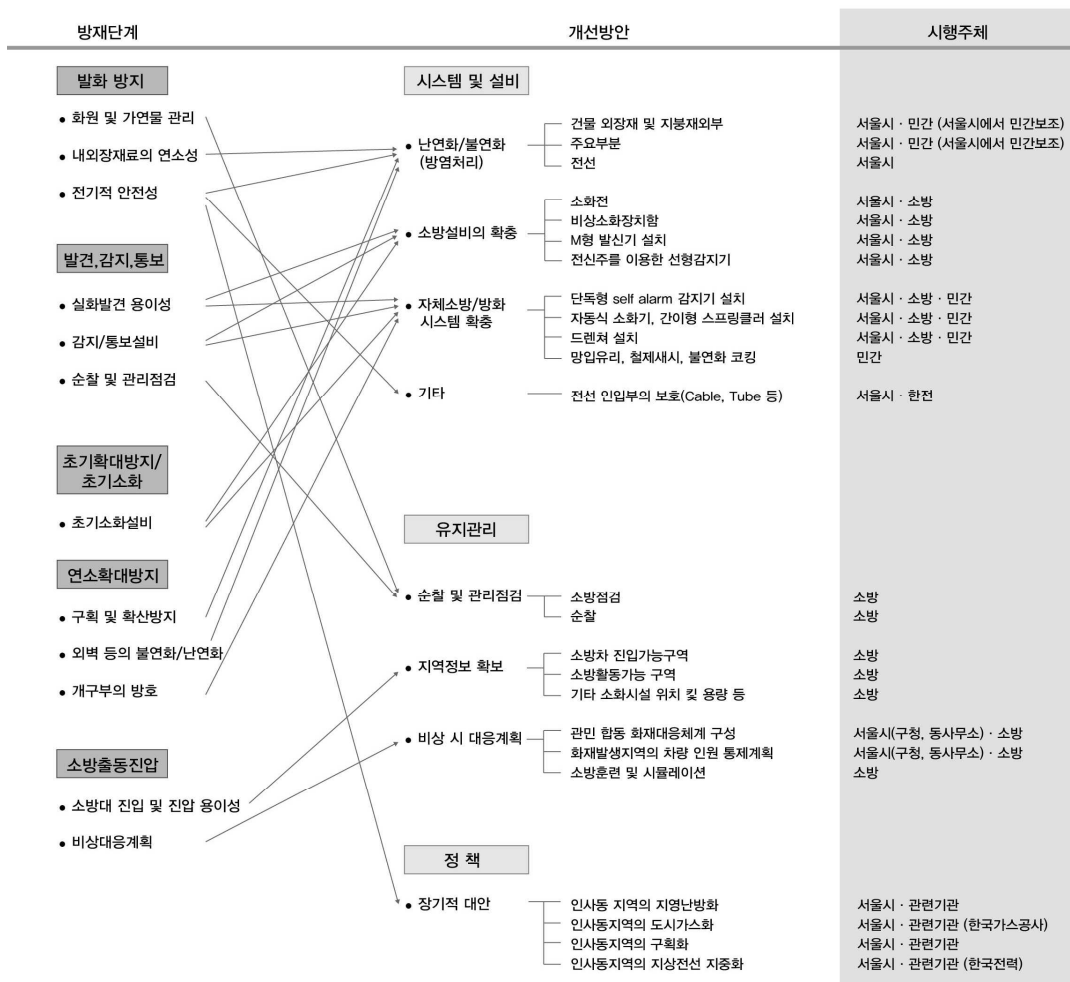 방재단계 개선방안 시행주체
발화 방지
• 화원 및 가연물 관리
• 내외장재료의 연소성
• 전기적 안전성
발견,감지,통보
• 실화발견 용이성
• 감지/통보설비
• 순찰 및 관리점검
초기확대방지/
초기소화
• 초기소화설비
연소확대방지
• 구획 및 확산방지
• 외벽 등의 불연화/난연화
• 개구부의 방호
소방출동진압
• 소방대 진입 및 진압 용이성
• 비상대응계획
시스템 및 설비
• 난연화/불연화
(방염처리)
건물 외장재 및 지붕재외부 서울시 · 민간 (서울시에서 민간보조)
주요부분 서울시 · 민간 (서울시에서 민간보조)
전선 서울시
• 소방설비의 확충
소화전 서울시 · 소방
비상소화장치함 서울시 · 소방
M형 발신기 설치 서울시 · 소방
전신주를 이용한 선형감지기 서울시 · 소방
• 자체소방/방화
시스템 확충
단독형 self alarm 감지기 설치 서울시 · 소방 · 민간
자동식 소화기, 간이형 스프링클러 설치 서울시 · 소방 · 민간
드렌쳐 설치 서울시 · 소방 · 민간
망입유리, 철제새시, 불연화 코킹 민간
• 기타
전선 인입부의 보호(Cable, Tube 등) 서울시 · 한전
유지관리
• 순찰 및 관리점검
소방점검 소방
순찰 소방
• 지역정보 확보
소방차 진입가능구역 소방
소방활동가능 구역 소방
기타 소화시설 위치 킻 용량 등 소방
• 비상 시 대응계획
관민 합동 화재대응체계 구성 서울시(구청, 동사무소) · 소방
화재발생지역의 차량 인원 통제계획 서울시(구청, 동사무소) · 소방
소방훈련 및 시뮬레이션 소방
정 책
• 장기적 대안
인사동 지역의 지영난방화 서울시 · 관련기관
인사동지역의 도시가스화 서울시 · 관련기관 (한국가스공사)
인사동지역의 구획화 서울시 · 관련기관
인사동지역의 지상전선 지중화 서울시 · 관련기관 (한국전력)